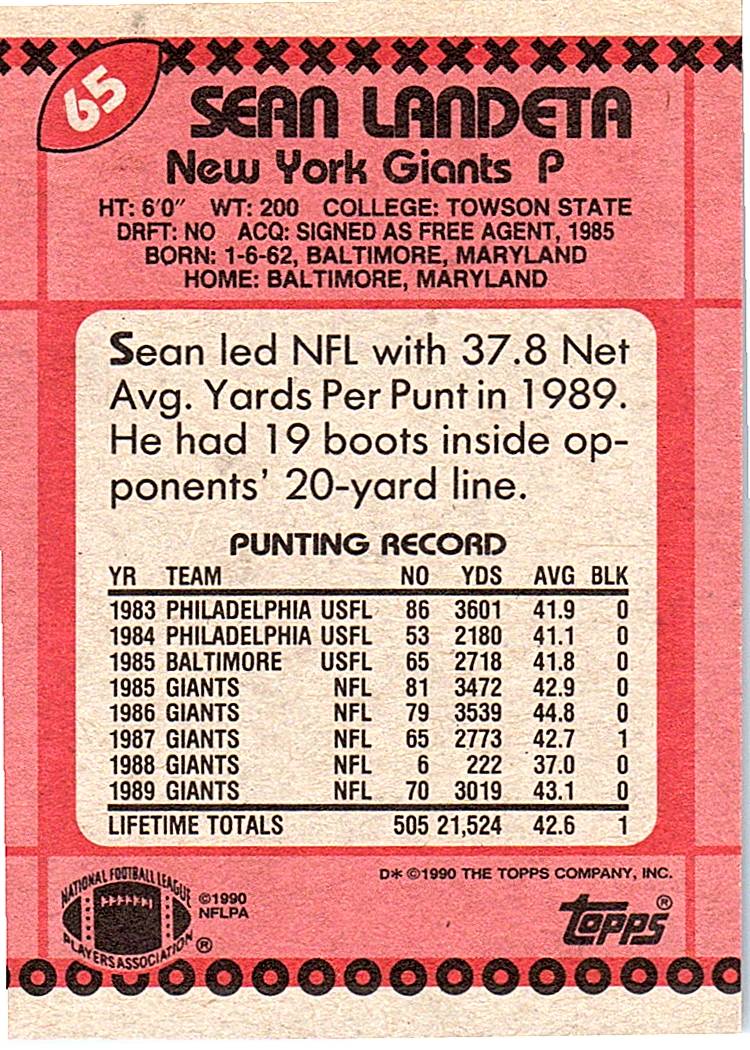 65
SEAN LANDETA
New York Giants P
HT: 6'0" WT: 200 COLLEGE: TOWSON STATE
DRFT: NO ACQ: SIGNED AS FREE AGENT, 1985
BORN: 1-6-62, BALTIMORE, MARYLAND
HOME: BALTIMORE, MARYLAND
Sean led NFL with 37.8 Net
Avg. Yards Per Punt in 1989.
He had 19 boots inside op-
ponents' 20-yard line.
PUNTING RECORD
YR TEAM NO YDS AVG BLK
1983 PHILADELPHIA USFL 86 3601 41.9 0
1984 PHILADELPHIA USFL 53 2180 41.1 0
1985 BALTIMORE USFL 65 2718 41.8 0
1985 GIANTS NFL 81 3472 42.9 0
1986 GIANTS NFL 79 3539 44.8 0
1987 GIANTS NFL 65 2773 42.7 1
1988 GIANTS NFL 6 222 37.0 0
1989 GIANTS NFL 70 3019 43.1 0
LIFETIME TOTALS 505 21,524 42.6 1
D* ©1990 THE TOPPS COMPANY, INC.
NATIONAL FOOTBALL LEAGUE
PLAYERS ASSOCIATION ®
©1990
NFLPA
Topps ®